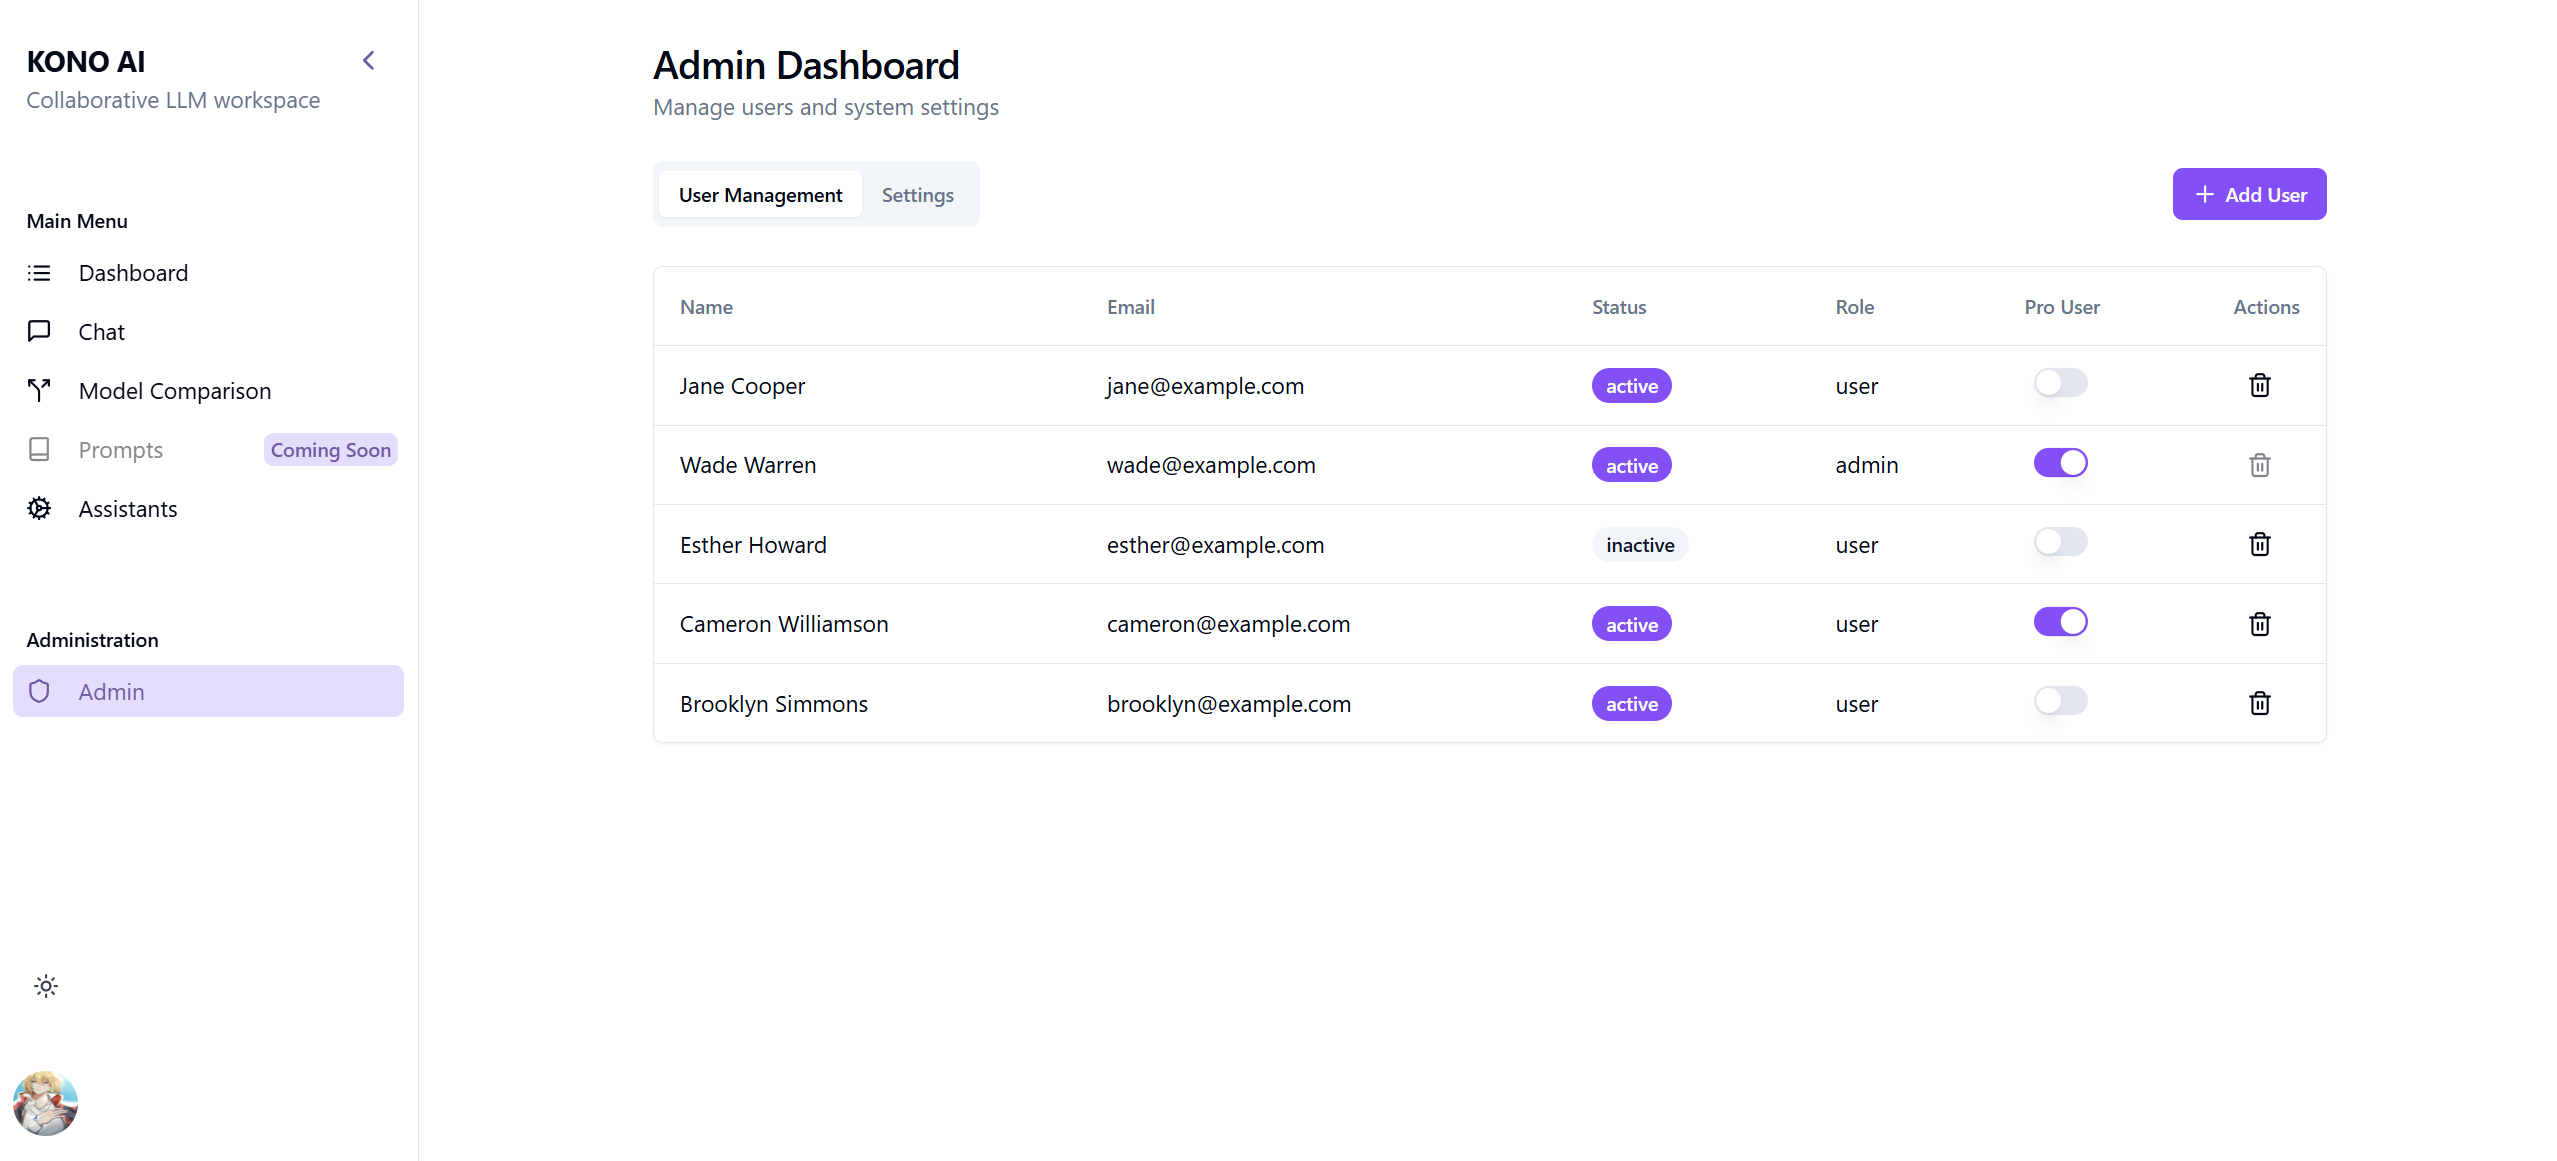 KONO AI
Collaborative LLM workspace
Main Menu
Dashboard
Chat
Model Comparison
Prompts Coming Soon
Assistants
Administration
Admin
Admin Dashboard
Manage users and system settings
User Management Settings
Add User
Name Email Status Role Pro User Actions
Jane Cooper jane@example.com active user
Wade Warren wade@example.com active admin
Esther Howard esther@example.com inactive user
Cameron Williamson cameron@example.com active user
Brooklyn Simmons brooklyn@example.com active user